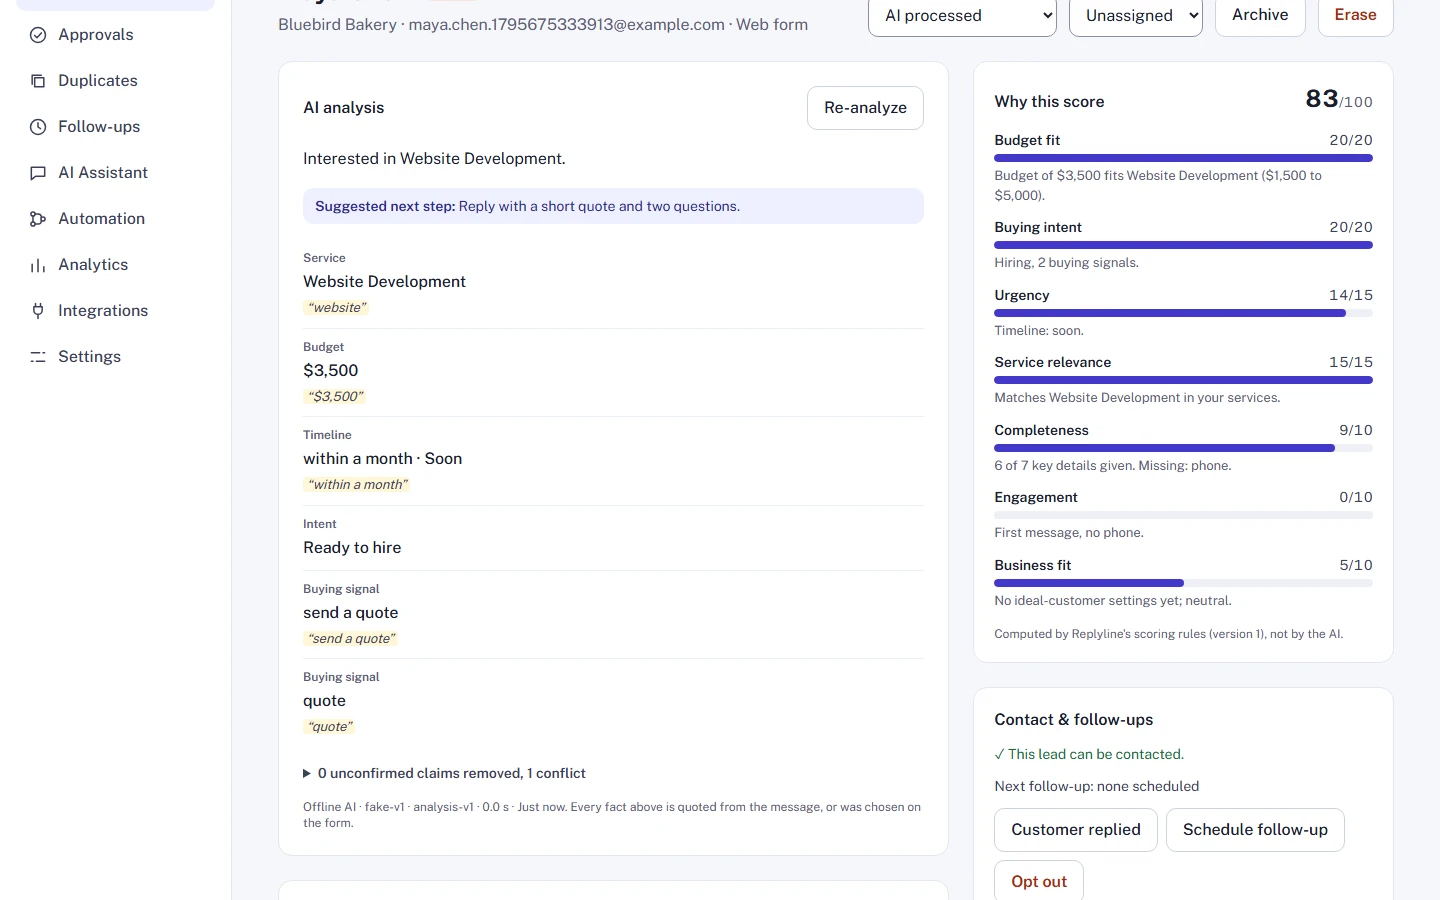 Approvals
Duplicates
Follow-ups
AI Assistant
Automation
Analytics
Integrations
Settings
Bluebird Bakery · maya.chen.1795675333913@example.com · Web form
AI processed
Unassigned
Archive
Erase
AI analysis
Re-analyze
Interested in Website Development.
Suggested next step: Reply with a short quote and two questions.
Service
Website Development
“website”
Budget
$3,500
“$3,500”
Timeline
within a month · Soon
“within a month”
Intent
Ready to hire
Buying signal
send a quote
“send a quote”
Buying signal
quote
“quote”
0 unconfirmed claims removed, 1 conflict
Offline AI · fake-v1 · analysis-v1 · 0.0 s · Just now. Every fact above is quoted from the message, or was chosen on
the form.
Why this score
83/100
Budget fit 20/20
Budget of $3,500 fits Website Development ($1,500 to
$5,000).
Buying intent 20/20
Hiring, 2 buying signals.
Urgency 14/15
Timeline: soon.
Service relevance 15/15
Matches Website Development in your services.
Completeness 9/10
6 of 7 key details given. Missing: phone.
Engagement 0/10
First message, no phone.
Business fit 5/10
No ideal-customer settings yet; neutral.
Computed by Replyline's scoring rules (version 1), not by the AI.
Contact & follow-ups
✓ This lead can be contacted.
Next follow-up: none scheduled
Customer replied
Schedule follow-up
Opt out